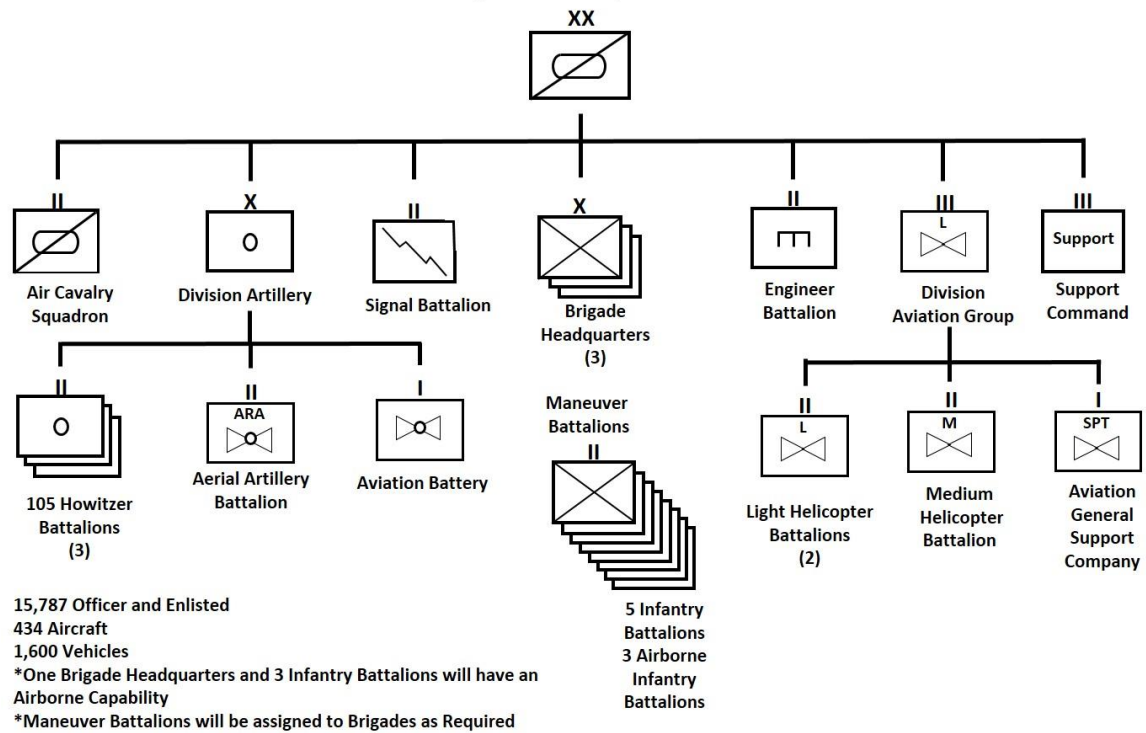 XX
II
X
II
X
II
III
L
III
Support
Air Cavalry
Squadron
Division Artillery
Signal Battalion
Brigade
Headquarters
(3)
Engineer
Battalion
Division
Aviation Group
Support
Command
II
105 Howitzer
Battalions
(3)
II
ARA
Aerial Artillery
Battalion
I
Aviation Battery
Maneuver
Battalions
II
5 Infantry
Battalions
3 Airborne
Infantry
Battalions
II
L
Light Helicopter
Battalions
(2)
II
M
Medium
Helicopter
Battalion
I
SPT
Aviation
General
Support
Company
15,787 Officer and Enlisted
434 Aircraft
1,600 Vehicles
*One Brigade Headquarters and 3 Infantry Battalions will have an
Airborne Capability
*Maneuver Battalions will be assigned to Brigades as Required